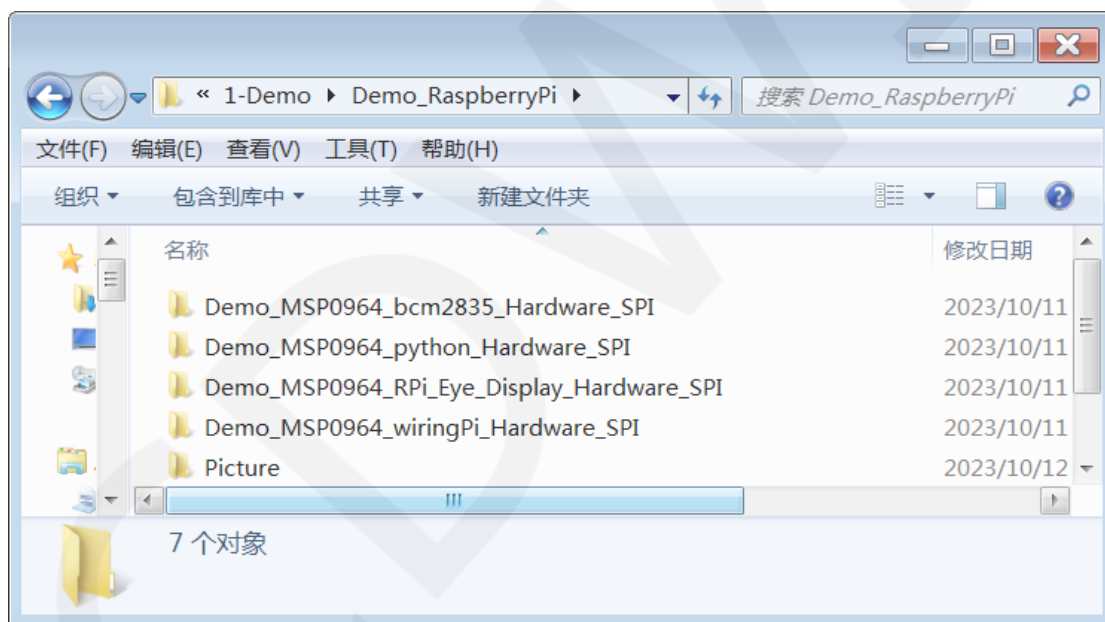 « 1-Demo Demo_RaspberryPi 搜索 Demo_RaspberryPi
文件(F) 编辑(E) 查看(V) 工具(T) 帮助(H)
组织 包含到库中 共享 新建文件夹
名称 修改日期
Demo_MSP0964_bcm2835_Hardware_SPI 2023/10/11
Demo_MSP0964_python_Hardware_SPI 2023/10/11
Demo_MSP0964_RPi_Eye_Display_Hardware_SPI 2023/10/11
Demo_MSP0964_wiringPi_Hardware_SPI 2023/10/11
Picture 2023/10/12
7 个对象